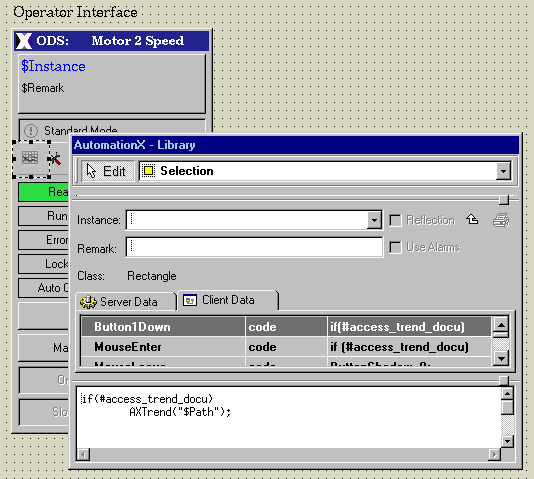 Operator Interface
ODS: Motor 2 Speed
$Instance
$Remark
Standard Mode
AutomationX - Library
Edit
Selection
Rea
Instance:
Reflection
Run
Remark:
Use Alarms
Erro
Class: Rectangle
Lock
Auto
Server Data
Client Data
Button1Down code if(#access_trend_docu)
MouseEnter code if (#access_trend_docu)
MouseLeave code ButtonShadow 0;
Ma
On
Slo
if(#access_trend_docu)
AXTrend("$Path");